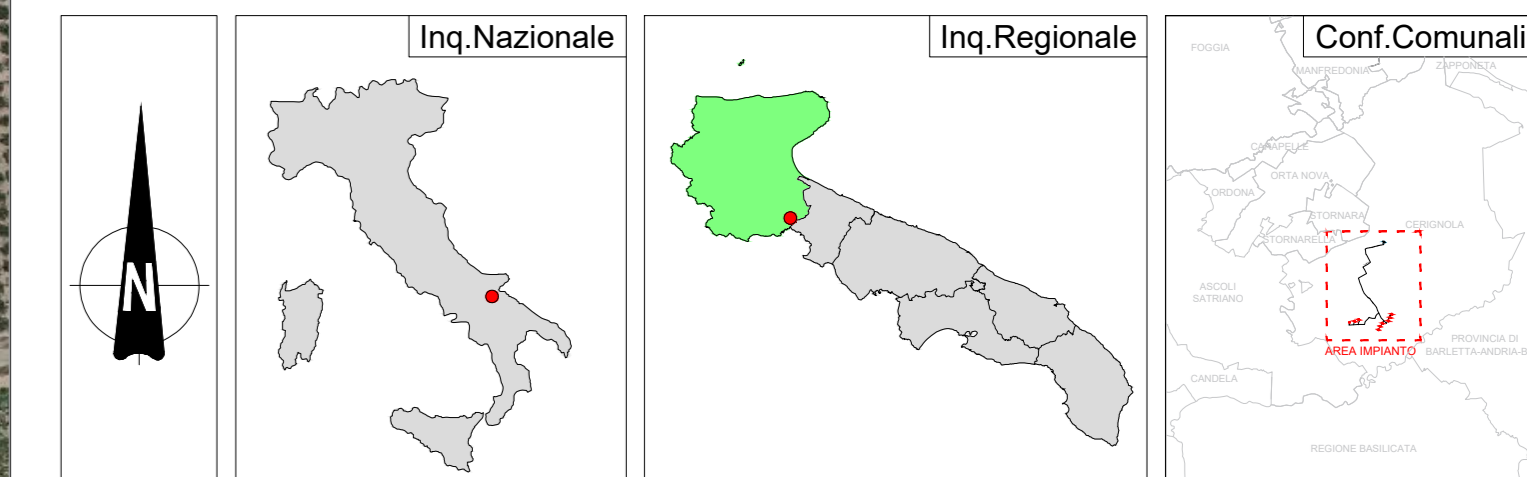 N
Inq.Nazionale
Inq.Regionale
Conf.Comunali
FOGGIA
MANFREDONIA
ZAPPONETA
CARAPELLE
ORTA NOVA
ORDONA
STORNARA
CERIGNOLA
STORNARELLA
ASCOLI
SATRIANO
PROVINCIA DI
AREA IMPIANTO
BARLETTA-ANDRIA-B
CANDELA
REGIONE BASILICATA